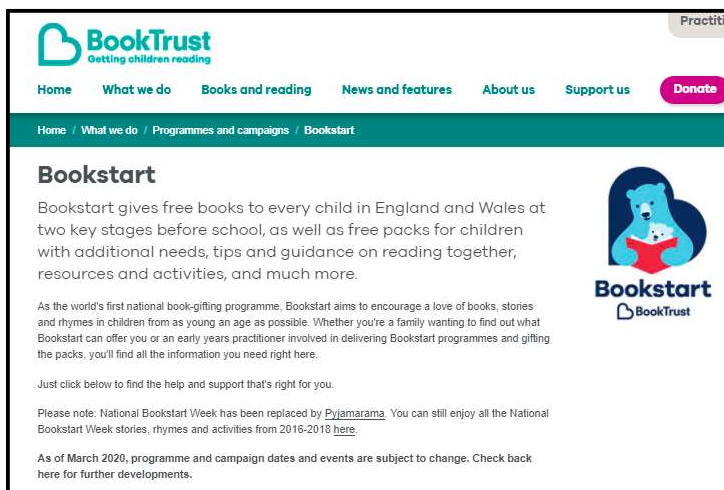 Practiti
BookTrust
Getting children reading
Home What we do Books and reading News and features About us Support us Donate
Home / What we do / Programmes and campaigns / Bookstart
Bookstart
Bookstart gives free books to every child in England and Wales at
two key stages before school, as well as free packs for children
with additional needs, tips and guidance on reading together,
resources and activities, and much more.
As the world's first national book-gifting programme, Bookstart aims to encourage a love of books, stories
and rhymes in children from as young an age as possible. Whether you're a family wanting to find out what
Bookstart can offer you or an early years practitioner involved in delivering Bookstart programmes and gifting
the packs, you'll find all the information you need right here.
Just click below to find the help and support that's right for you.
Please note: National Bookstart Week has been replaced by Pyjamarama. You can still enjoy all the National
Bookstart Week stories, rhymes and activities from 2016-2018 here.
As of March 2020, programme and campaign dates and events are subject to change. Check back
here for further developments.
Bookstart
BookTrust